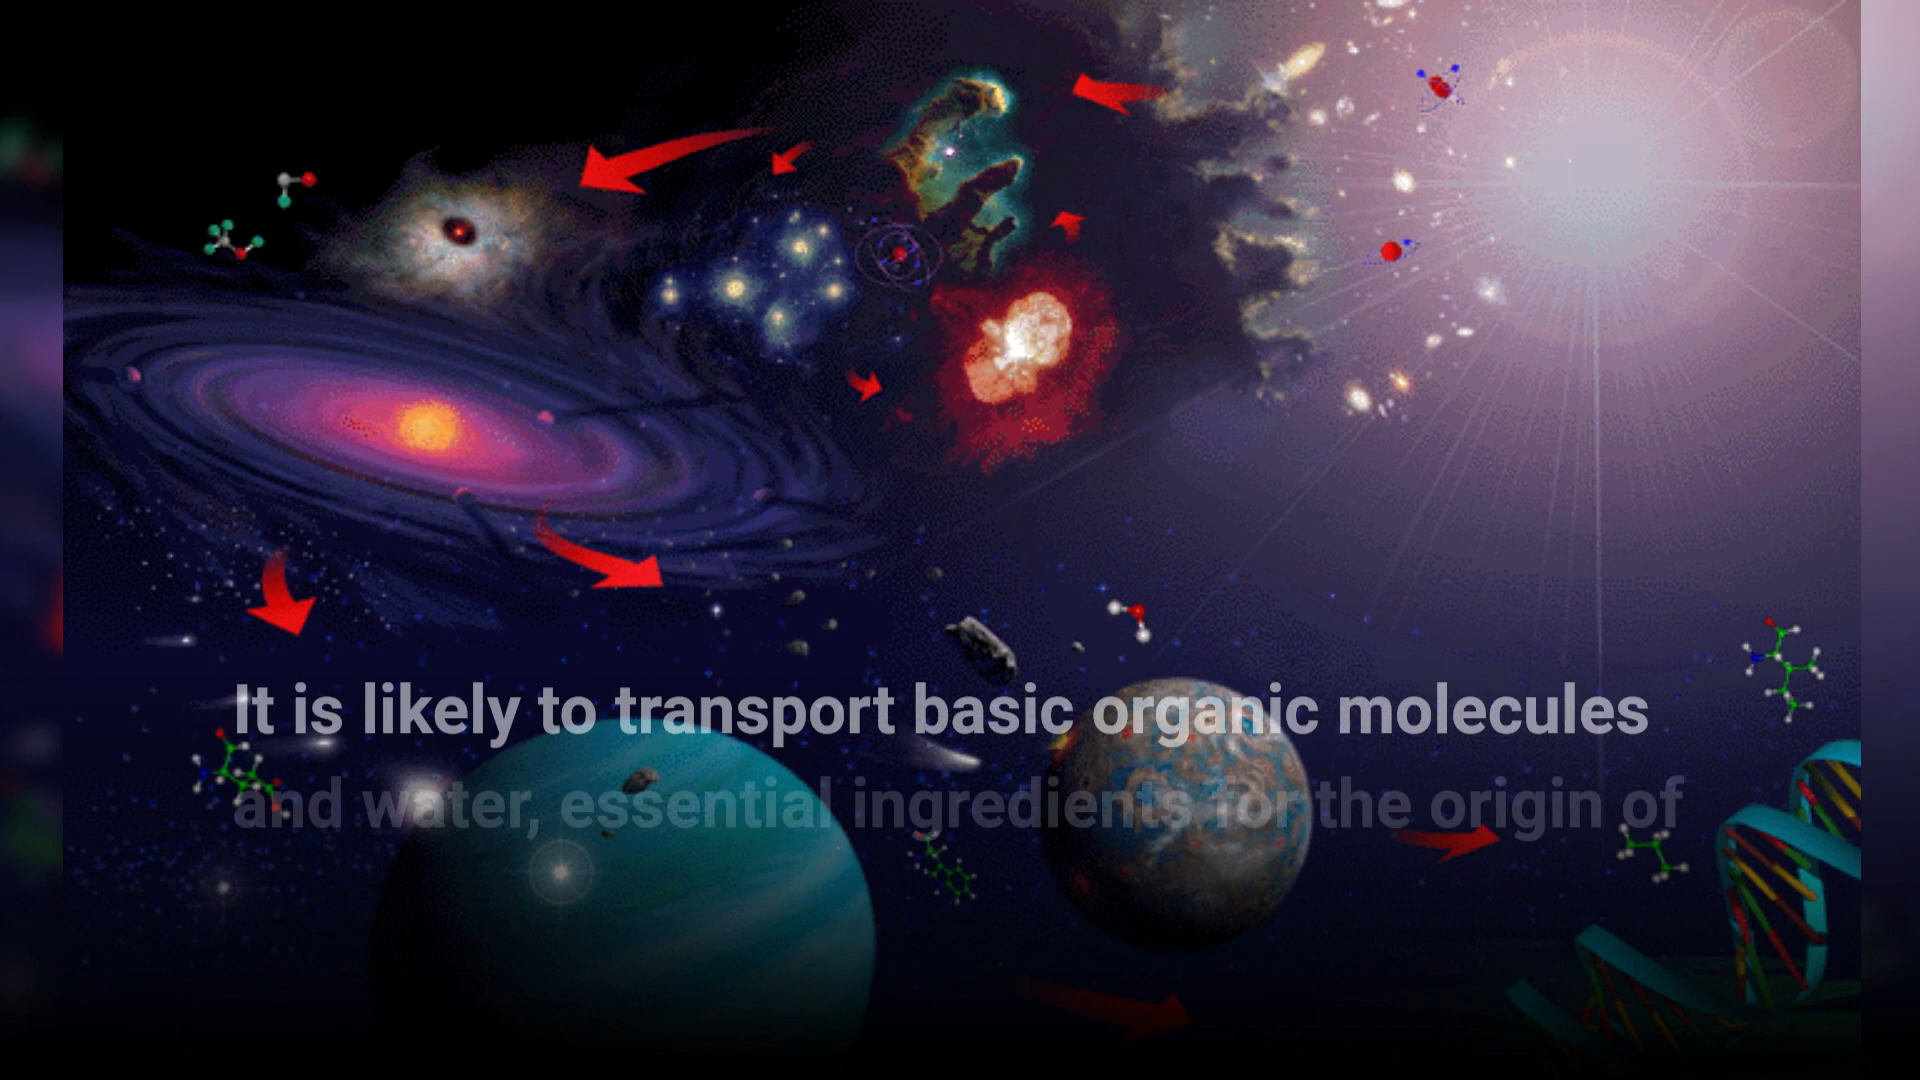 It is likely to transport basic organic molecules
and water, essential ingredients for the origin of